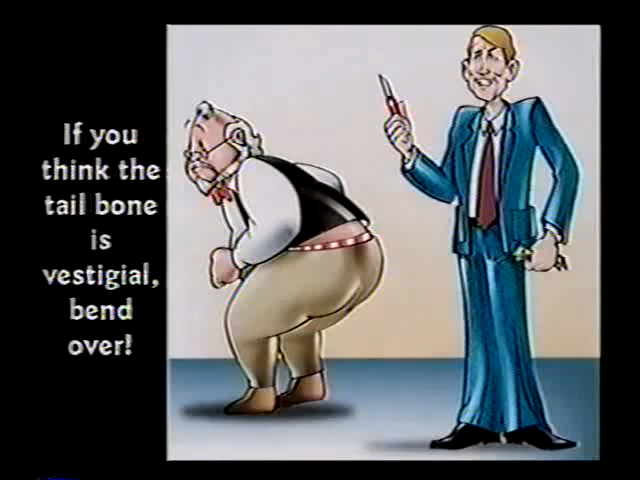 If you
think the
tail bone
is
vestigial,
bend
over!